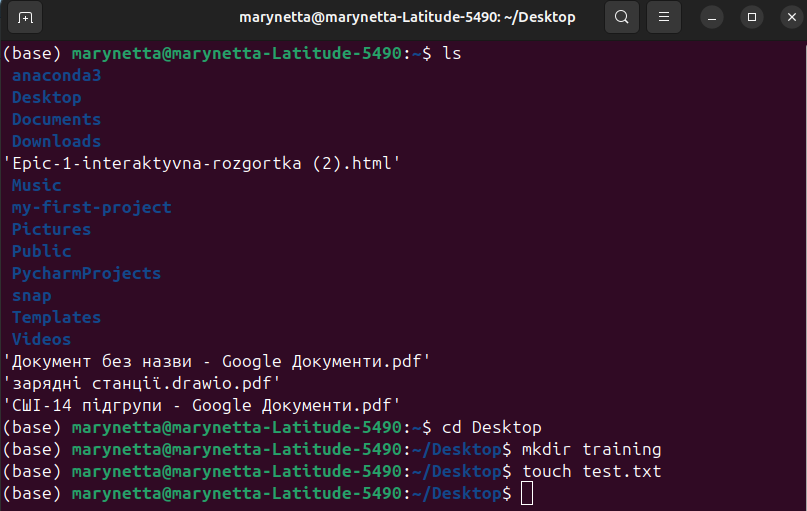 marynetta@marynetta-Latitude-5490: ~/Desktop
(base) marynetta@marynetta-Latitude-5490:~$ ls
anaconda3
Desktop
Documents
Downloads
'Epic-1-interaktyvna-rozgortka (2).html'
Music
my-first-project
Pictures
Public
PycharmProjects
snap
Templates
Videos
'Документ без назви - Google Документи.pdf'
'зарядні станції.drawio.pdf'
'СШІ-14 підгрупи - Google Документи.pdf'
(base) marynetta@marynetta-Latitude-5490:~$ cd Desktop
(base) marynetta@marynetta-Latitude-5490:~/Desktop$ mkdir training
(base) marynetta@marynetta-Latitude-5490:~/Desktop$ touch test.txt
(base) marynetta@marynetta-Latitude-5490:~/Desktop$